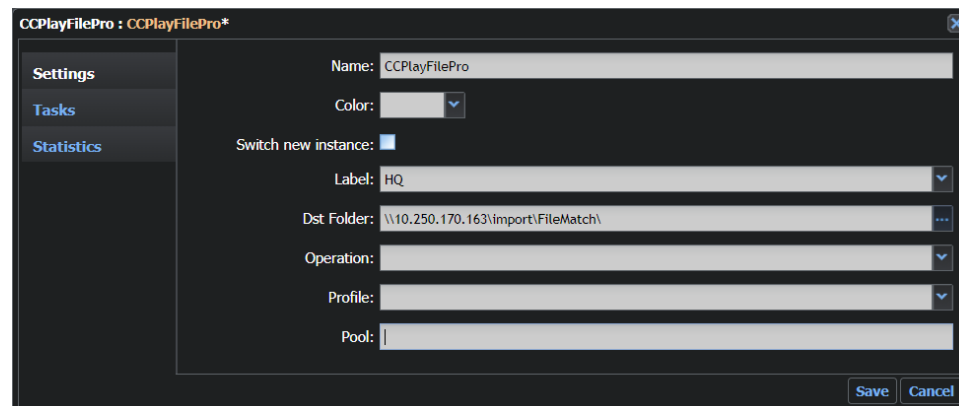 CCPlayFilePro : CCPlayFilePro*
Settings
Tasks
Statistics
Name: CCPlayFilePro
Color:
Switch new instance:
Label: HQ
Dst Folder: \\10.250.170.163\import\FileMatch\
Operation:
Profile:
Pool:
Save Cancel